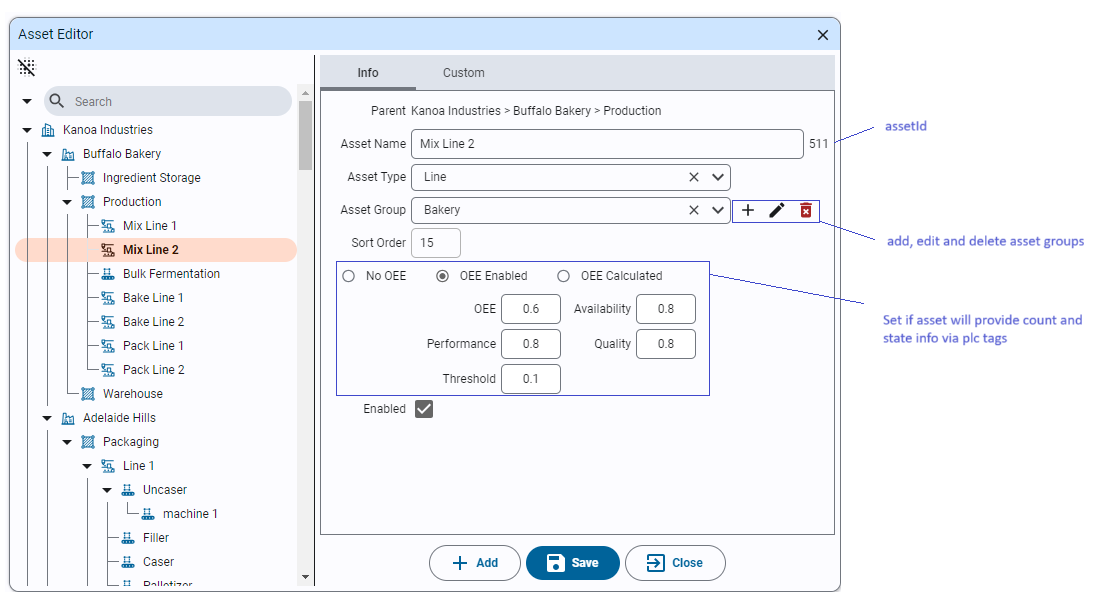 Asset Editor
Search
Kanoa Industries
Buffalo Bakery
Ingredient Storage
Production
Mix Line 1
Mix Line 2
Bulk Fermentation
Bake Line 1
Bake Line 2
Pack Line 1
Pack Line 2
Warehouse
Adelaide Hills
Packaging
Line 1
Uncaser
machine 1
Filler
Caser
Palletizer
Info Custom
Parent Kanoa Industries > Buffalo Bakery > Production
Asset Name Mix Line 2 511
Asset Type Line
Asset Group Bakery
Sort Order 15
No OEE OEE Enabled OEE Calculated
OEE 0.6 Availability 0.8
Performance 0.8 Quality 0.8
Threshold 0.1
Enabled
Add Save Close
assetId
add, edit and delete asset groups
Set if asset will provide count and
state info via plc tags